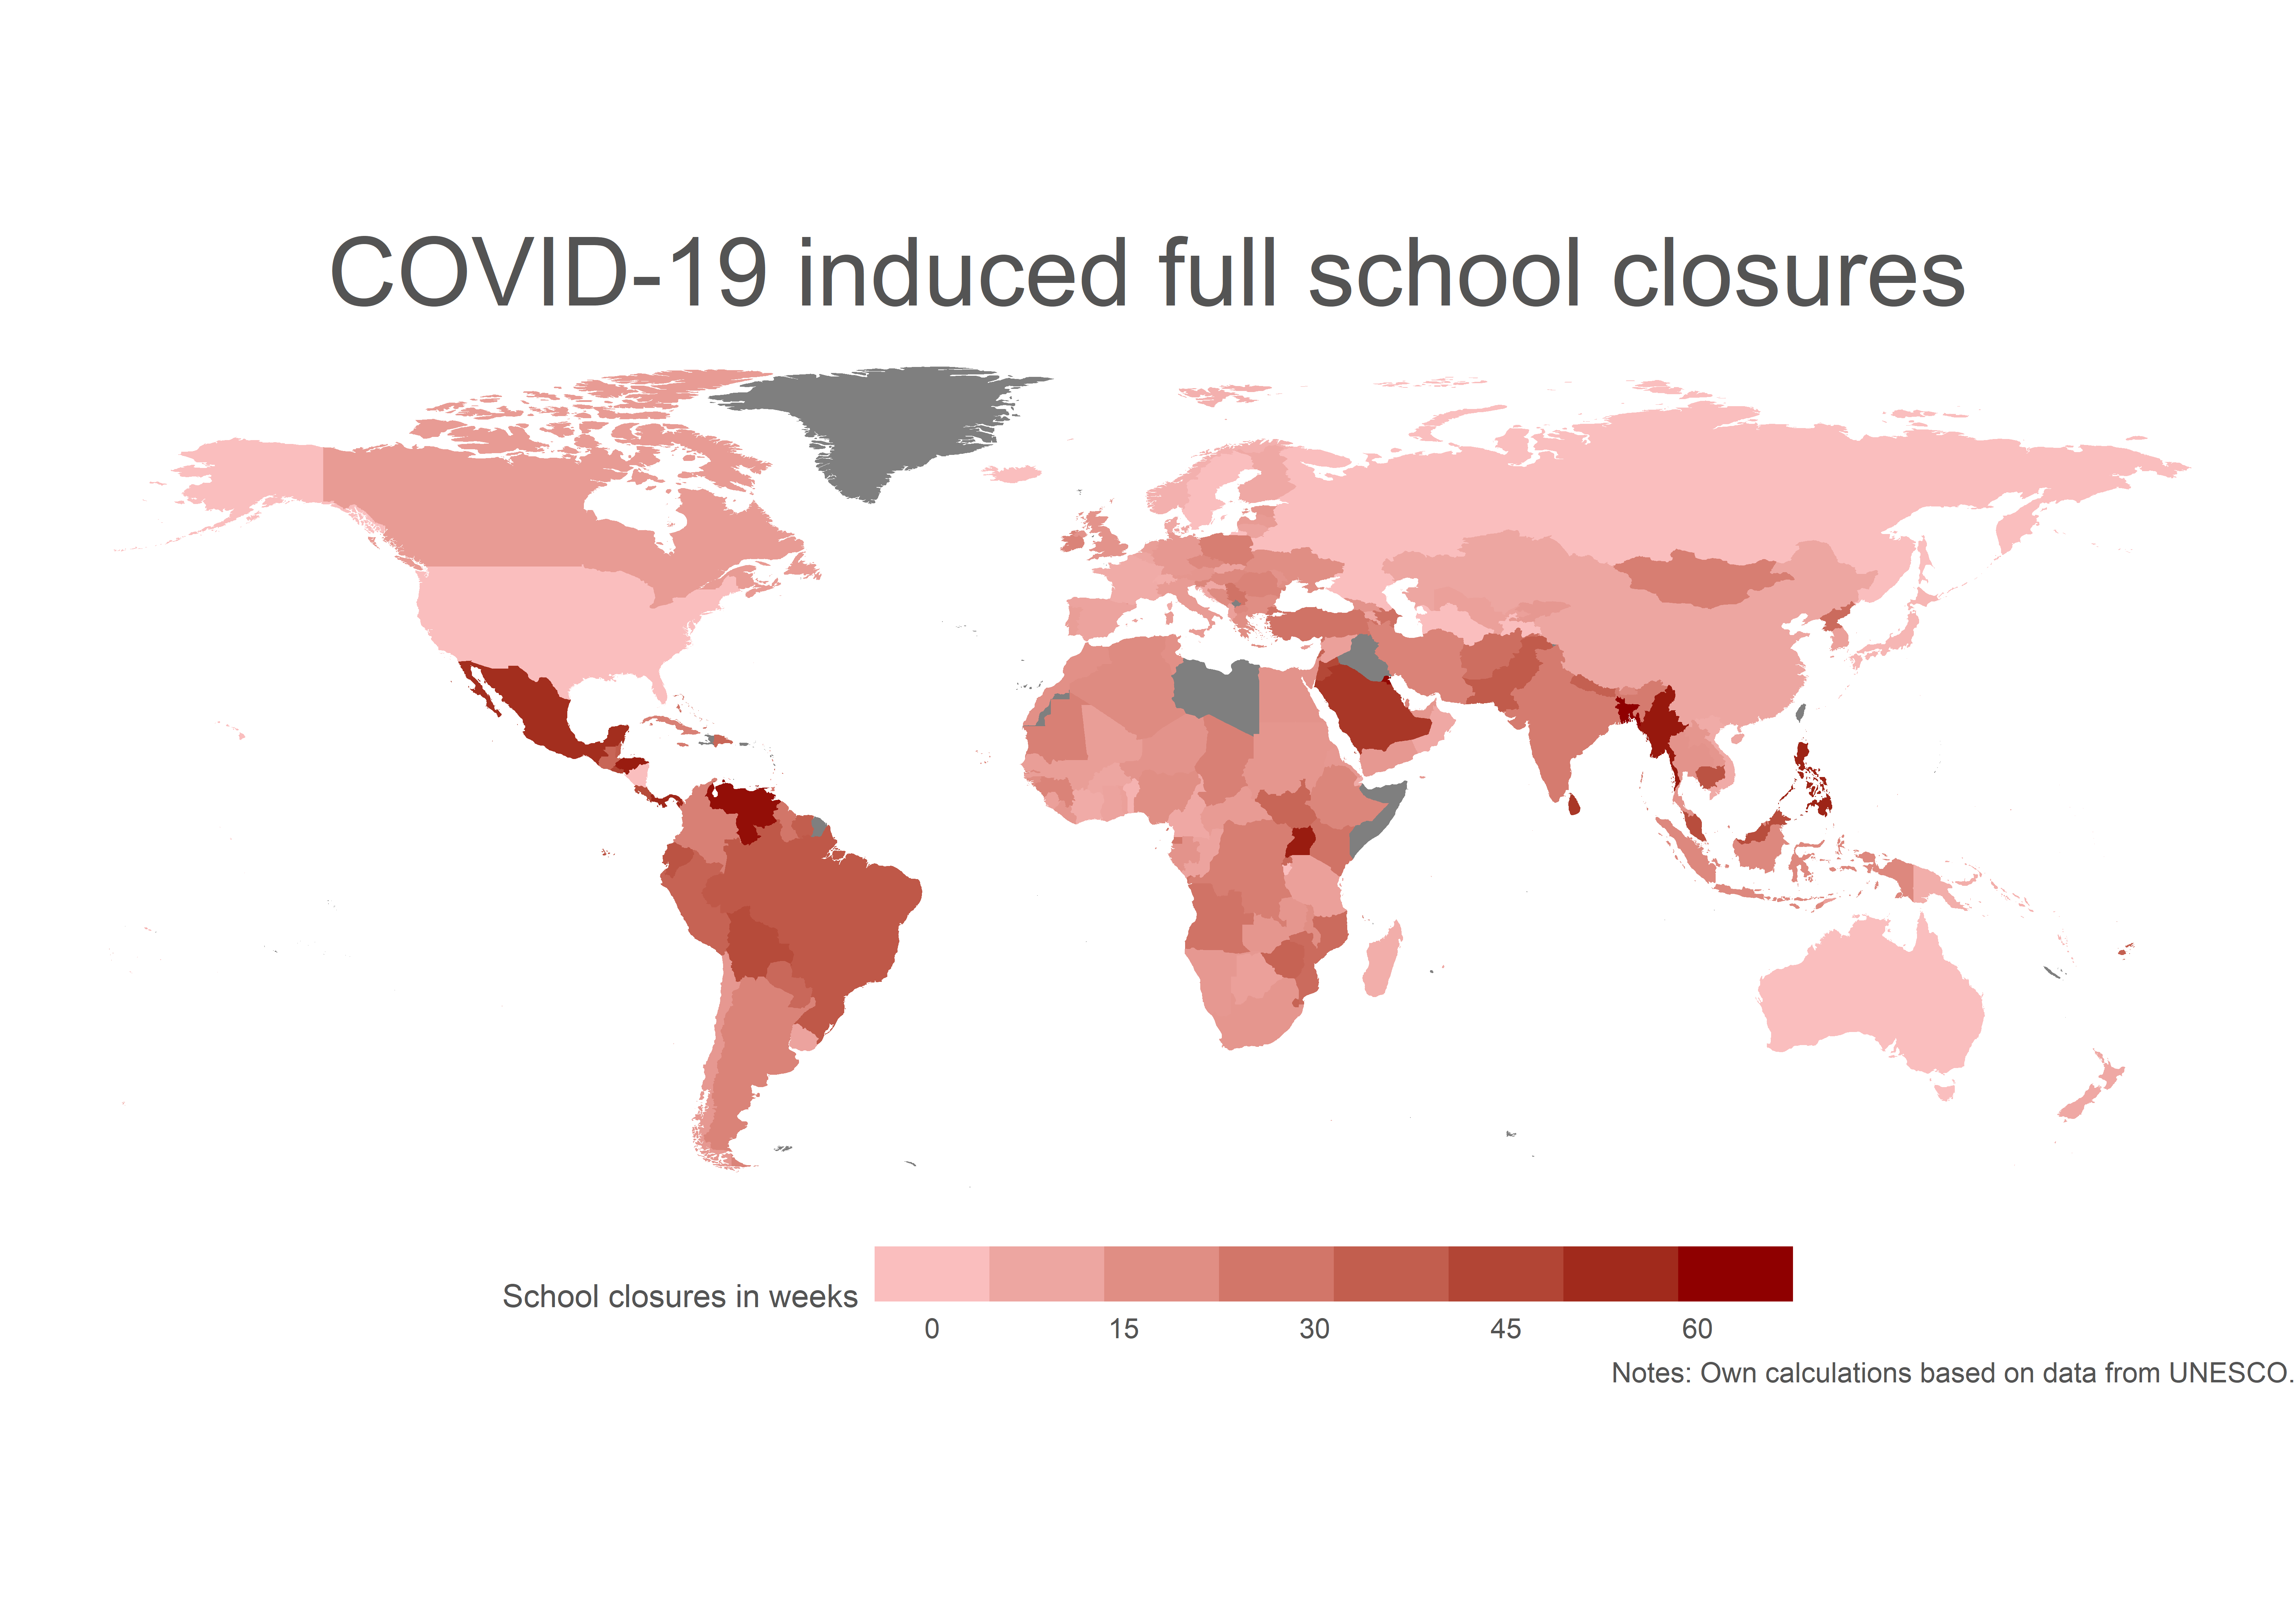 COVID-19 induced full school closures
School closures in weeks
0 15 30 45 60
Notes: Own calculations based on data from UNESCO.